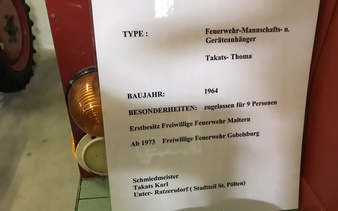 TYPE : Feuerwehr-Mannschafts- u.
Geräteanhänger
Takats- Thoma
BAUJAHR: 1964
BESONDERHEITEN: zugelassen für 9 Personen
Erstbesitz Freiwillige Feuerwehr Maltern
Ab 1973 Freiwillige Feuerwehr Gobelsburg
Schmiedmeister
Takats Karl
Unter- Ratzersdorf ( Stadtteil St. Pölten)